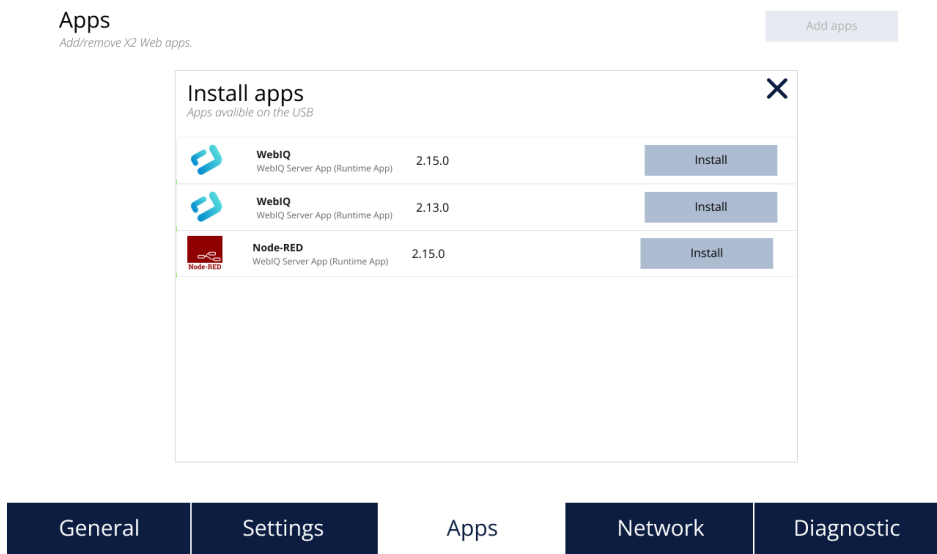 Apps
Add/remove X2 Web apps.
Add apps
Install apps
Apps avalible on the USB
WebIQ
WebIQ Server App (Runtime App)
2.15.0
Install
WebIQ
WebIQ Server App (Runtime App)
2.13.0
Install
Node-RED
Node-RED
WebIQ Server App (Runtime App)
2.15.0
Install
General
Settings
Apps
Network
Diagnostic